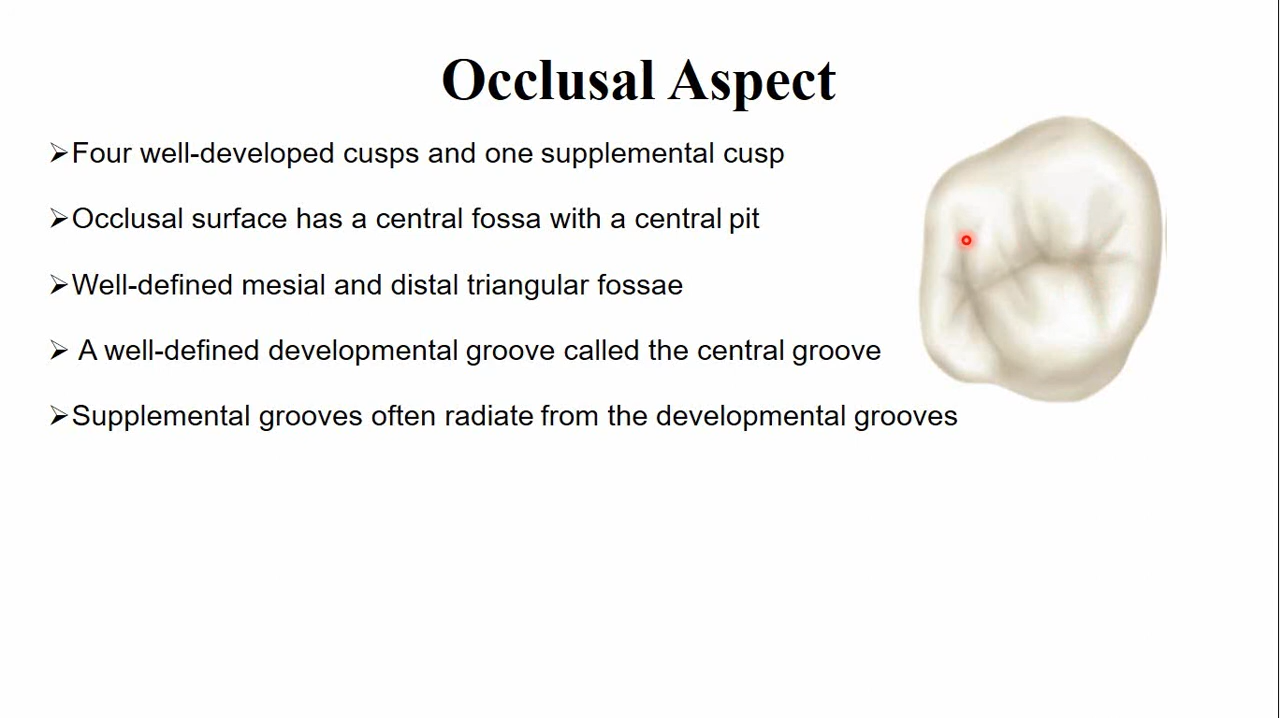 Occlusal Aspect
➢Four well-developed cusps and one supplemental cusp
➢Occlusal surface has a central fossa with a central pit
➢Well-defined mesial and distal triangular fossae
➢ A well-defined developmental groove called the central groove
➢Supplemental grooves often radiate from the developmental grooves